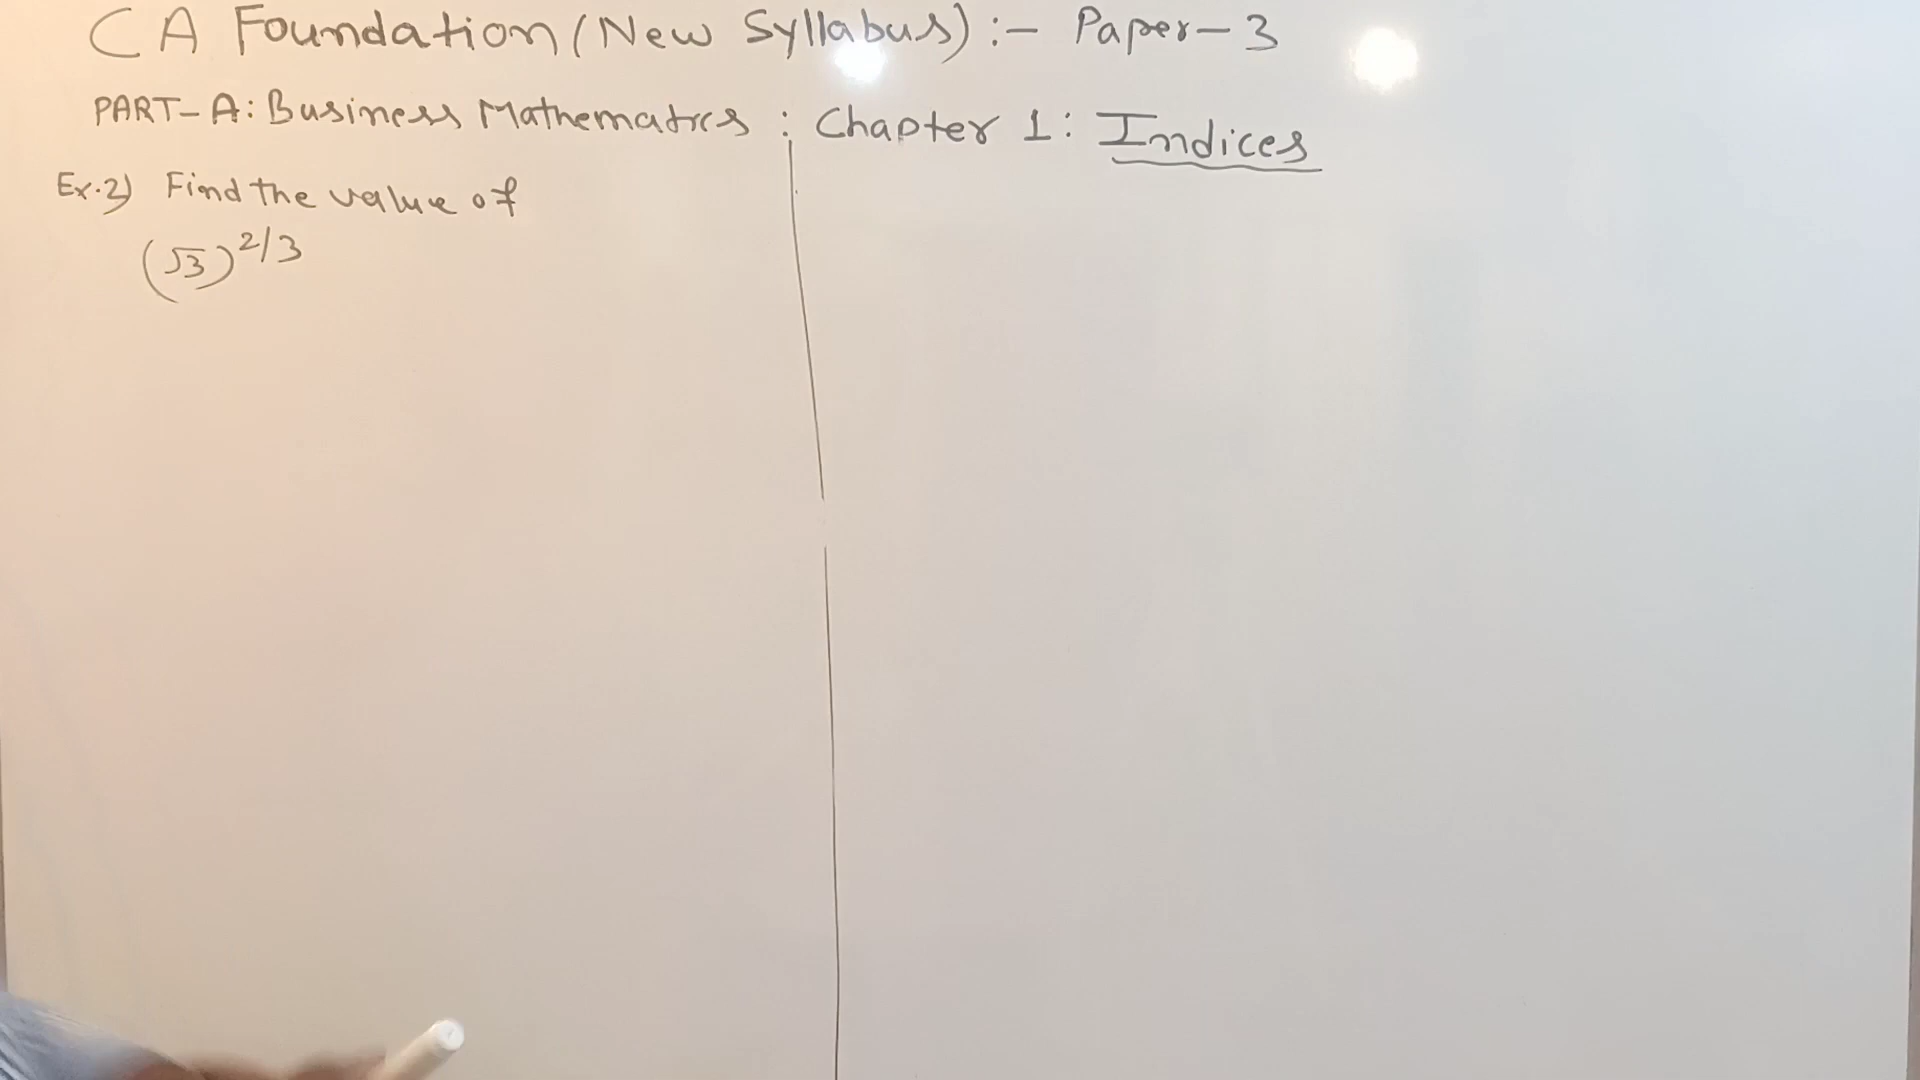 CA Foundation (New Syllabus) :- Paper-3
PART-A: Business Mathematics : Chapter 1: Indices
Ex.2) Find the value of
(√3)^2/3